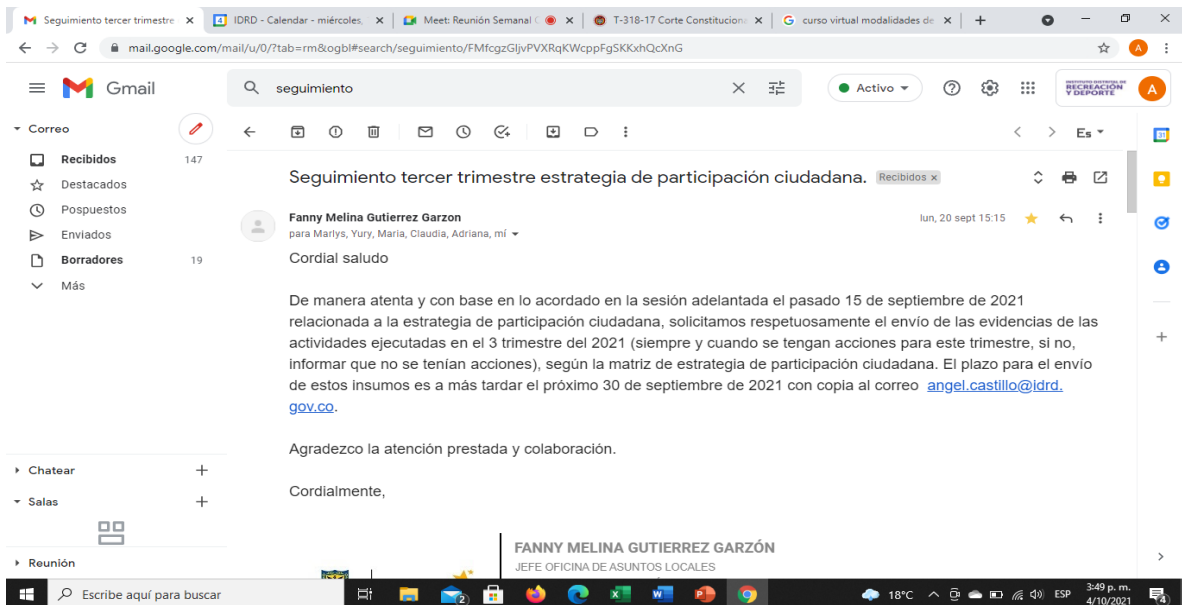 Seguimiento tercer trimestre
IDRD - Calendar - miércoles,
Meet: Reunión Semanal
T-318-17 Corte Constitucion
curso virtual modalidades de
mail.google.com/mail/u/0/?tab=rm&ogbl#search/seguimiento/FMfcgzGljvPVXRqKWcppFgSKKxhQcXnG
A
Gmail
seguimiento
Activo
INSTITUTO DISTRITAL DE
RECREACIÓN
Y DEPORTE
A
Correo
Es
31
Recibidos 147
Destacados
Pospuestos
Enviados
Borradores 19
Más
Seguimiento tercer trimestre estrategia de participación ciudadana. Recibidos x
Fanny Melina Gutierrez Garzon lun, 20 sept 15:15
para Marlys, Yury, Maria, Claudia, Adriana, mí
Cordial saludo
De manera atenta y con base en lo acordado en la sesión adelantada el pasado 15 de septiembre de 2021
relacionada a la estrategia de participación ciudadana, solicitamos respetuosamente el envío de las evidencias de las
actividades ejecutadas en el 3 trimestre del 2021 (siempre y cuando se tengan acciones para este trimestre, si no,
informar que no se tenían acciones), según la matriz de estrategia de participación ciudadana. El plazo para el envío
de estos insumos es a más tardar el próximo 30 de septiembre de 2021 con copia al correo angel.castillo@idrd.
gov.co.
Agradezco la atención prestada y colaboración.
Cordialmente,
Chatear
Salas
Reunión
FANNY MELINA GUTIERREZ GARZÓN
JEFE OFICINA DE ASUNTOS LOCALES
Escribe aquí para buscar
2
18°C
ESP
3:49 p. m.
4/10/2021
4